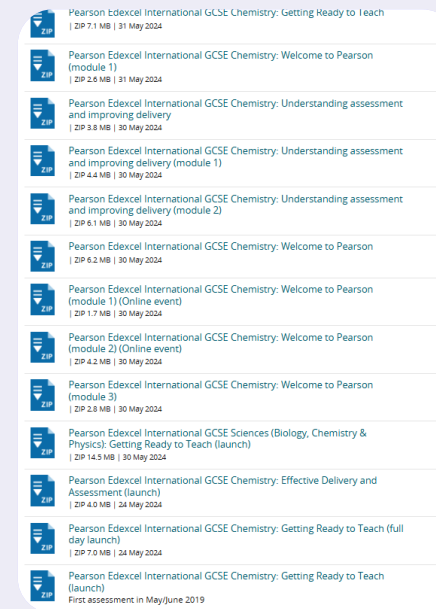 Pearson Edexcel International GCSE Chemistry: Getting Ready to Teach
| ZIP 7.1 MB | 31 May 2024
ZIP
Pearson Edexcel International GCSE Chemistry: Welcome to Pearson
(module 1)
| ZIP 2.6 MB | 31 May 2024
ZIP
Pearson Edexcel International GCSE Chemistry: Understanding assessment
and improving delivery
| ZIP 3.8 MB | 30 May 2024
ZIP
Pearson Edexcel International GCSE Chemistry: Understanding assessment
and improving delivery (module 1)
| ZIP 4.4 MB | 30 May 2024
ZIP
Pearson Edexcel International GCSE Chemistry: Understanding assessment
and improving delivery (module 2)
| ZIP 6.1 MB | 30 May 2024
ZIP
Pearson Edexcel International GCSE Chemistry: Welcome to Pearson
| ZIP 6.2 MB | 30 May 2024
ZIP
Pearson Edexcel International GCSE Chemistry: Welcome to Pearson
(module 1) (Online event)
| ZIP 1.7 MB | 30 May 2024
ZIP
Pearson Edexcel International GCSE Chemistry: Welcome to Pearson
(module 2) (Online event)
| ZIP 4.2 MB | 30 May 2024
ZIP
Pearson Edexcel International GCSE Chemistry: Welcome to Pearson
(module 3)
| ZIP 2.8 MB | 30 May 2024
ZIP
Pearson Edexcel International GCSE Sciences (Biology, Chemistry &
Physics): Getting Ready to Teach (launch)
| ZIP 14.5 MB | 30 May 2024
ZIP
Pearson Edexcel International GCSE Chemistry: Effective Delivery and
Assessment (launch)
| ZIP 4.0 MB | 24 May 2024
ZIP
Pearson Edexcel International GCSE Chemistry: Getting Ready to Teach (full
day launch)
| ZIP 7.0 MB | 24 May 2024
ZIP
Pearson Edexcel International GCSE Chemistry: Getting Ready to Teach
(launch)
First assessment in May/June 2019
ZIP